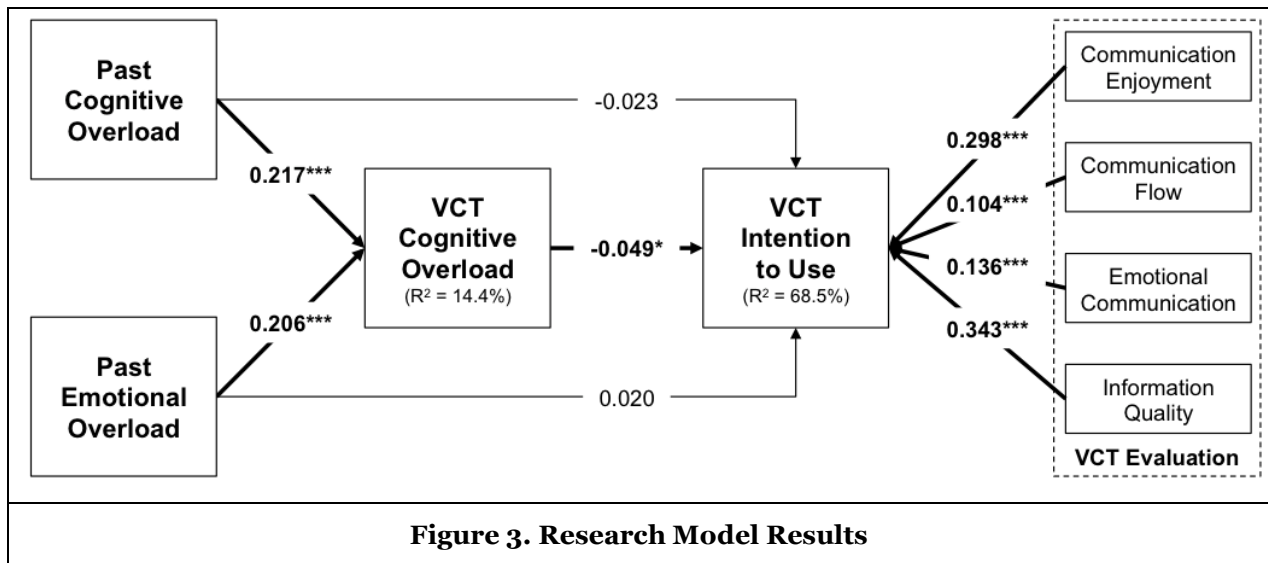 Past
Cognitive
Overload
-0.023
0.217***
VCT
Cognitive
Overload
(R² = 14.4%)
-0.049*
VCT
Intention
to Use
(R² = 68.5%)
0.206***
Past
Emotional
Overload
0.020
0.298***
0.104***
0.136***
0.343***
Communication
Enjoyment
Communication
Flow
Emotional
Communication
Information
Quality
VCT Evaluation
Figure 3. Research Model Results